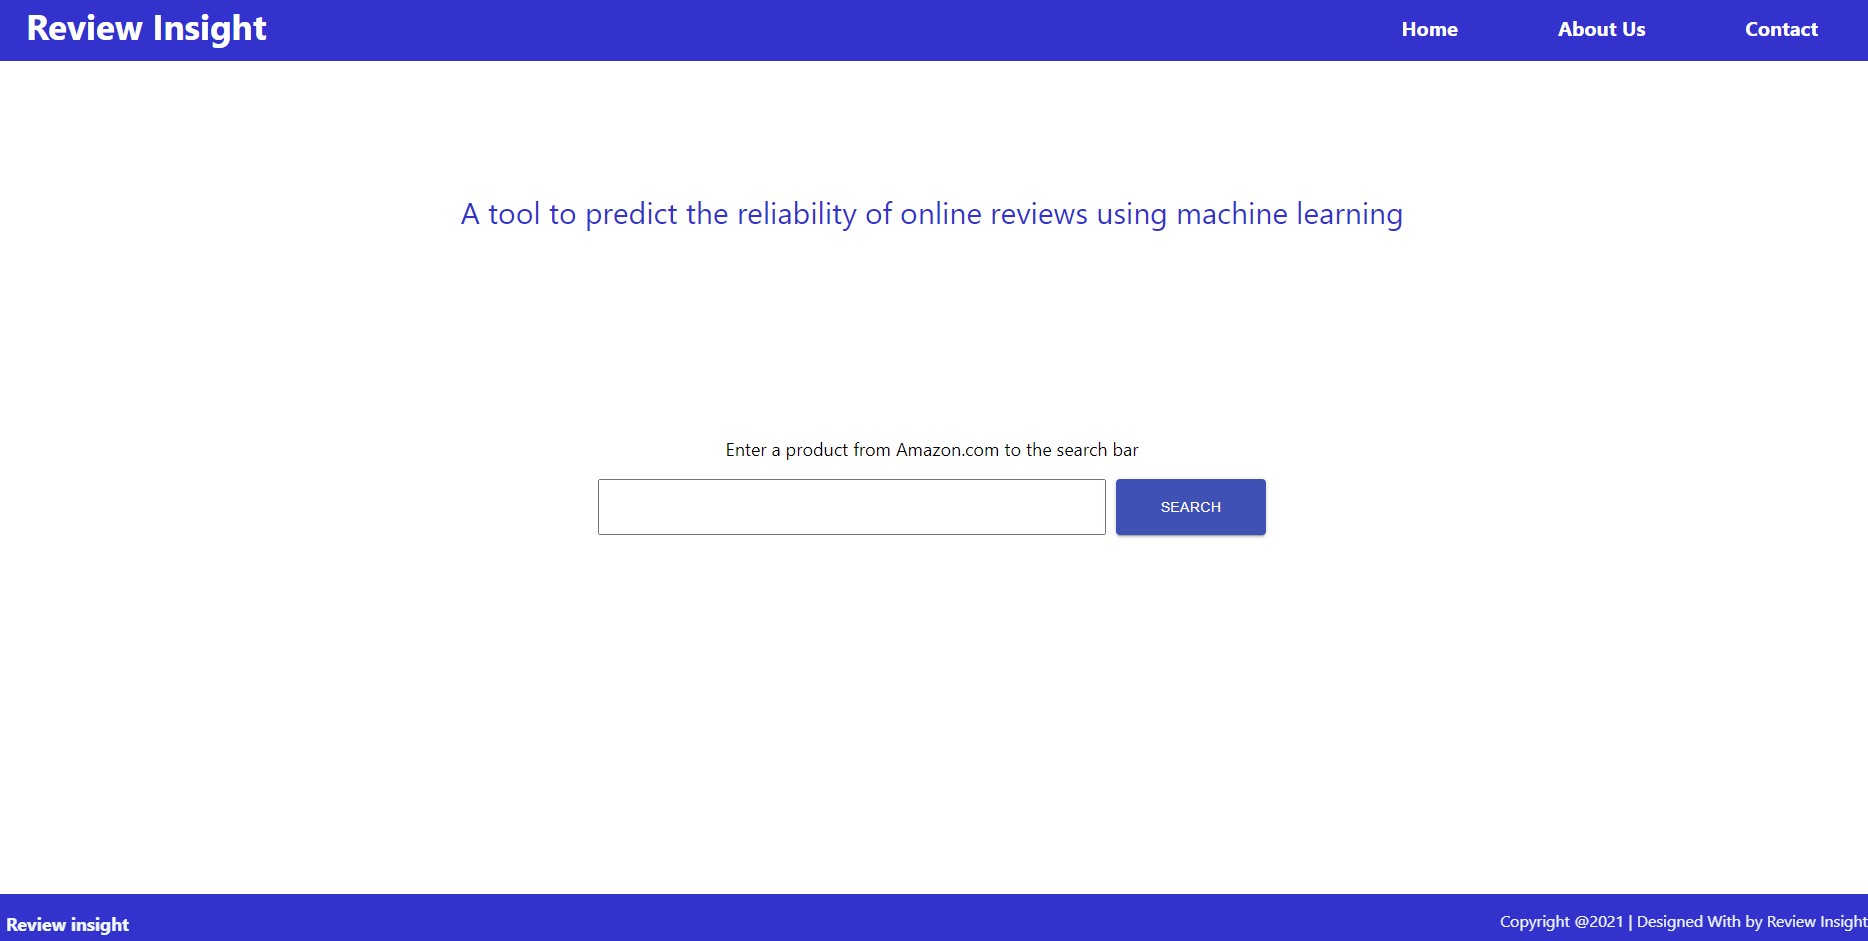 Review Insight
Home
About Us
Contact
A tool to predict the reliability of online reviews using machine learning
Enter a product from Amazon.com to the search bar
SEARCH
Review insight
Copyright @2021 | Designed With by Review Insight